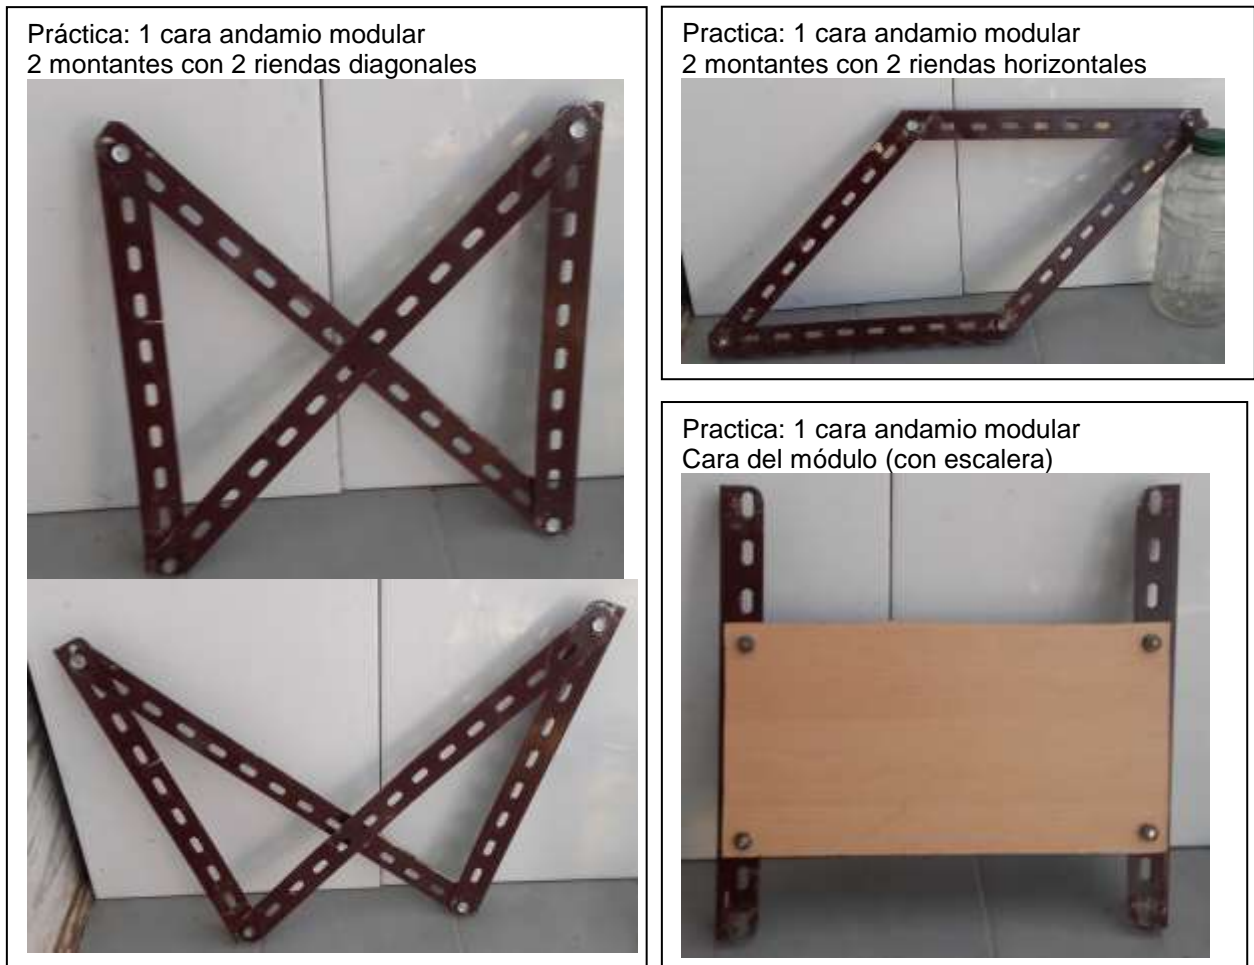 Práctica: 1 cara andamio modular
2 montantes con 2 riendas diagonales
Practica: 1 cara andamio modular
2 montantes con 2 riendas horizontales
Practica: 1 cara andamio modular
Cara del módulo (con escalera)